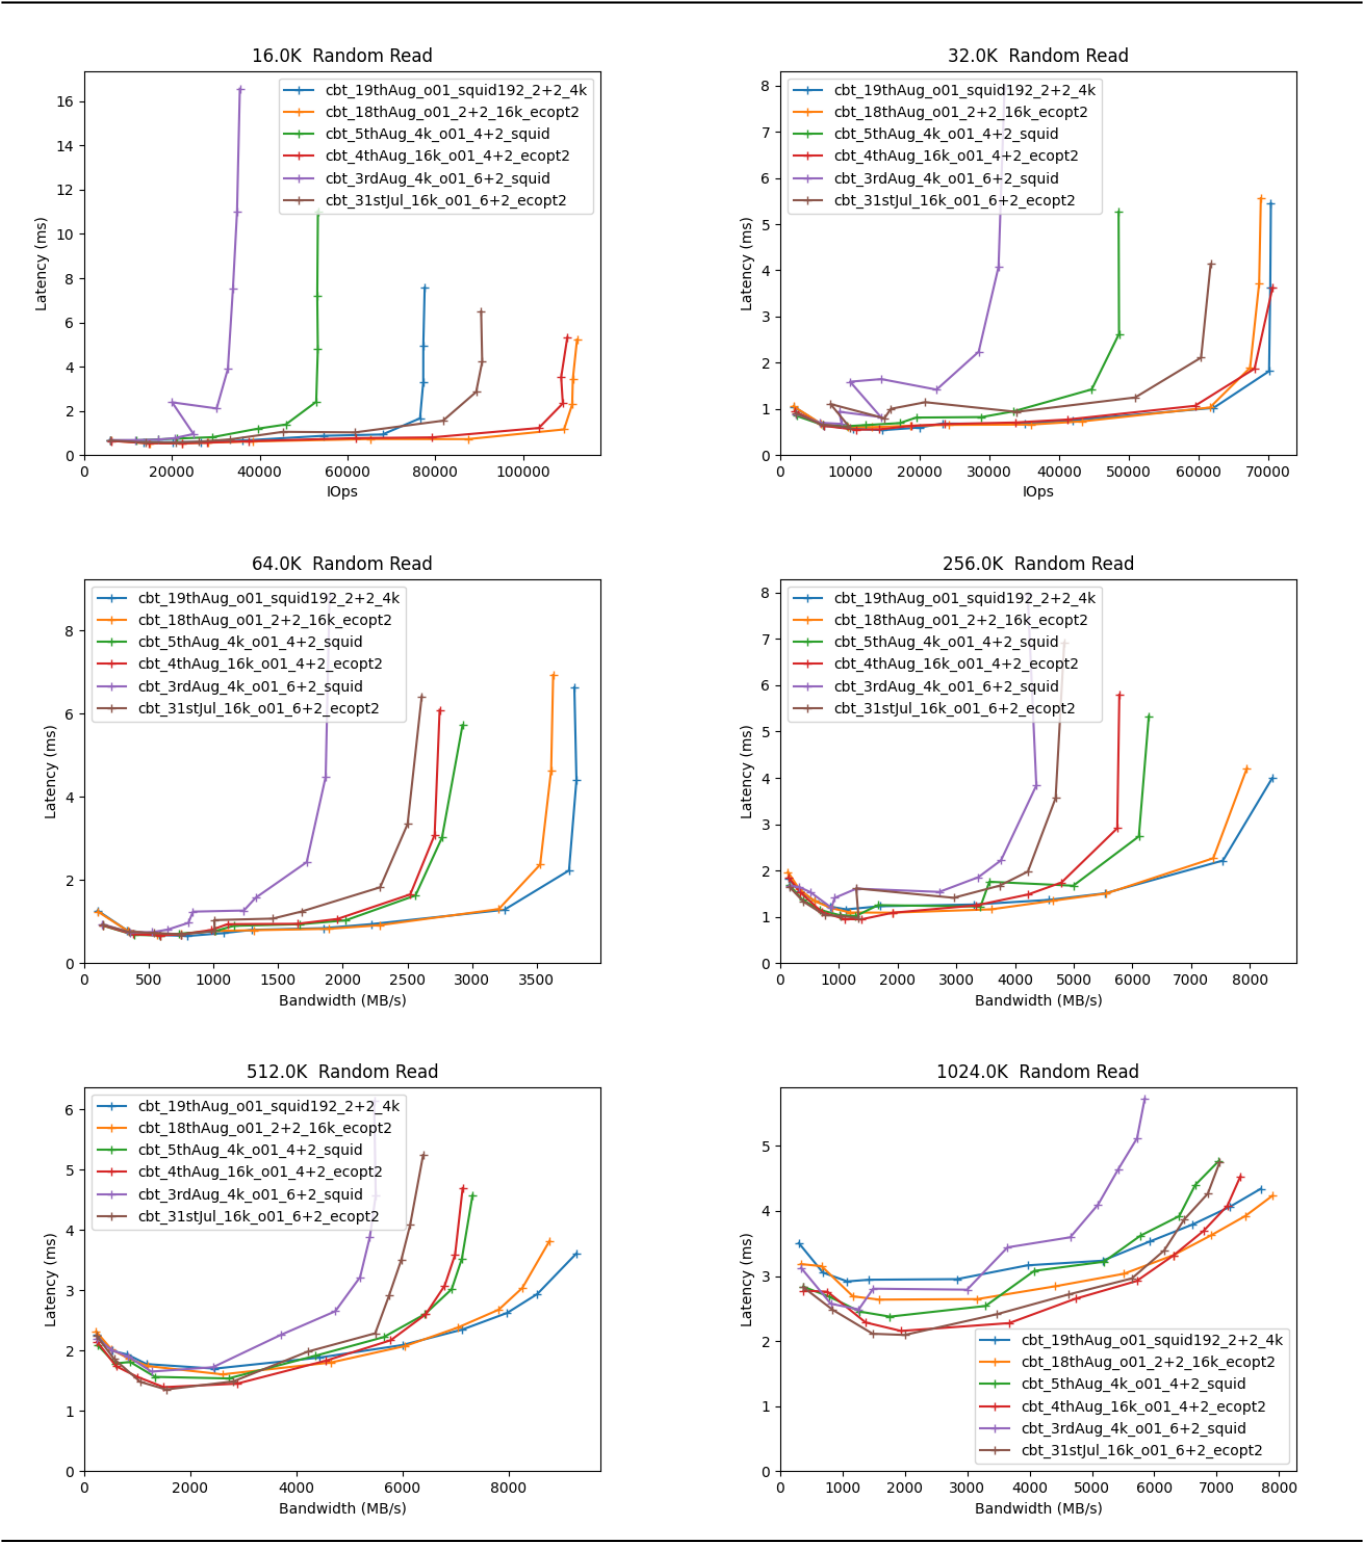 16.0K Random Read
cbt_19thAug_o01_squid192_2+2_4k
cbt_18thAug_o01_2+2_16k_ecopt2
cbt_5thAug_4k_o01_4+2_squid
cbt_4thAug_16k_o01_4+2_ecopt2
cbt_3rdAug_4k_o01_6+2_squid
cbt_31stJul_16k_o01_6+2_ecopt2
16
14
12
10
8
6
4
2
0
Latency (ms)
0 20000 40000 60000 80000 100000
IOps
32.0K Random Read
cbt_19thAug_o01_squid192_2+2_4k
cbt_18thAug_o01_2+2_16k_ecopt2
cbt_5thAug_4k_o01_4+2_squid
cbt_4thAug_16k_o01_4+2_ecopt2
cbt_3rdAug_4k_o01_6+2_squid
cbt_31stJul_16k_o01_6+2_ecopt2
8
7
6
5
4
3
2
1
0
Latency (ms)
0 10000 20000 30000 40000 50000 60000 70000
IOps
64.0K Random Read
cbt_19thAug_o01_squid192_2+2_4k
cbt_18thAug_o01_2+2_16k_ecopt2
cbt_5thAug_4k_o01_4+2_squid
cbt_4thAug_16k_o01_4+2_ecopt2
cbt_3rdAug_4k_o01_6+2_squid
cbt_31stJul_16k_o01_6+2_ecopt2
8
6
4
2
0
Latency (ms)
0 500 1000 1500 2000 2500 3000 3500
Bandwidth (MB/s)
256.0K Random Read
cbt_19thAug_o01_squid192_2+2_4k
cbt_18thAug_o01_2+2_16k_ecopt2
cbt_5thAug_4k_o01_4+2_squid
cbt_4thAug_16k_o01_4+2_ecopt2
cbt_3rdAug_4k_o01_6+2_squid
cbt_31stJul_16k_o01_6+2_ecopt2
8
7
6
5
4
3
2
1
0
Latency (ms)
0 1000 2000 3000 4000 5000 6000 7000 8000
Bandwidth (MB/s)
512.0K Random Read
cbt_19thAug_o01_squid192_2+2_4k
cbt_18thAug_o01_2+2_16k_ecopt2
cbt_5thAug_4k_o01_4+2_squid
cbt_4thAug_16k_o01_4+2_ecopt2
cbt_3rdAug_4k_o01_6+2_squid
cbt_31stJul_16k_o01_6+2_ecopt2
6
5
4
3
2
1
0
Latency (ms)
0 2000 4000 6000 8000
Bandwidth (MB/s)
1024.0K Random Read
5
4
3
2
1
0
Latency (ms)
cbt_19thAug_o01_squid192_2+2_4k
cbt_18thAug_o01_2+2_16k_ecopt2
cbt_5thAug_4k_o01_4+2_squid
cbt_4thAug_16k_o01_4+2_ecopt2
cbt_3rdAug_4k_o01_6+2_squid
cbt_31stJul_16k_o01_6+2_ecopt2
0 1000 2000 3000 4000 5000 6000 7000 8000
Bandwidth (MB/s)